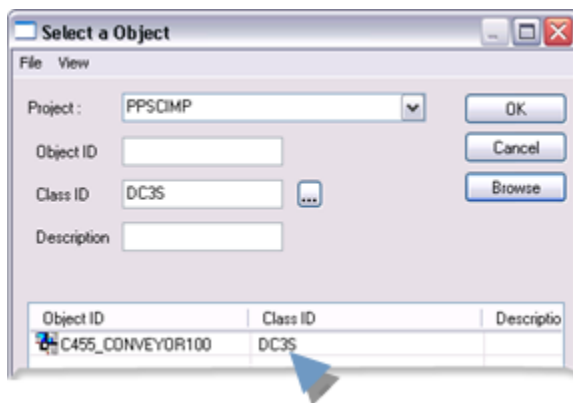 Select a Object
File View
Project : PPSCIMP OK
Object ID Cancel
Class ID DC3S ... Browse
Description
Object ID Class ID Descriptio
C455_CONVEYOR100 DC3S